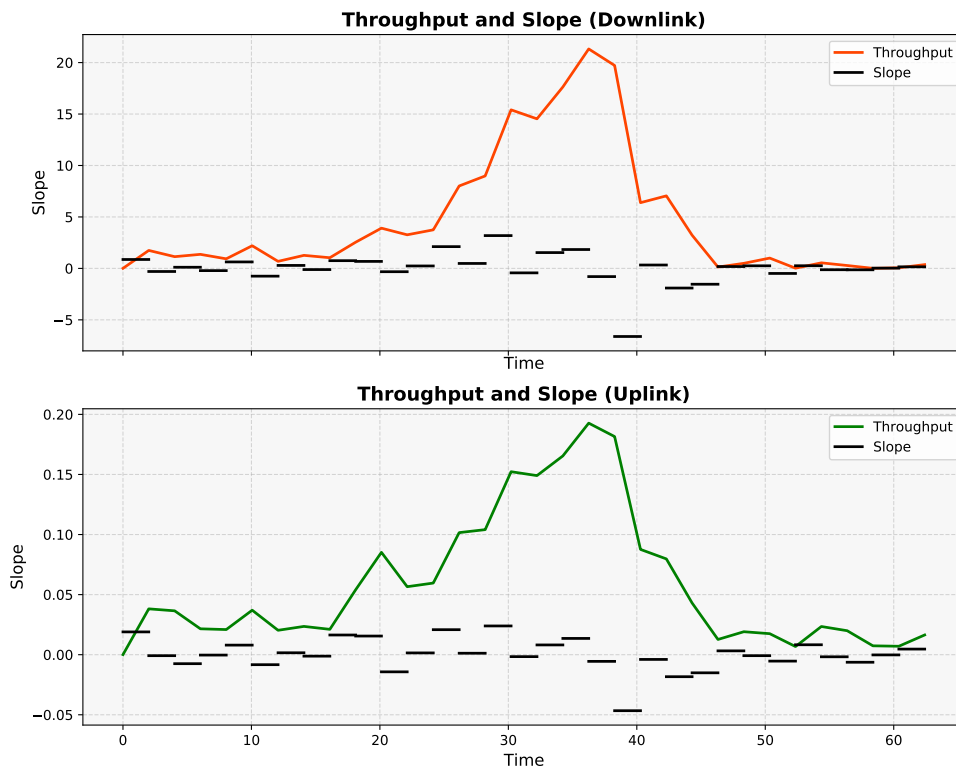 Throughput and Slope (Downlink)
20
15
10
5
0
−5
Slope
Throughput
Slope
Time
Throughput and Slope (Uplink)
0.20
0.15
0.10
0.05
0.00
−0.05
Slope
Throughput
Slope
0 10 20 30 40 50 60
Time